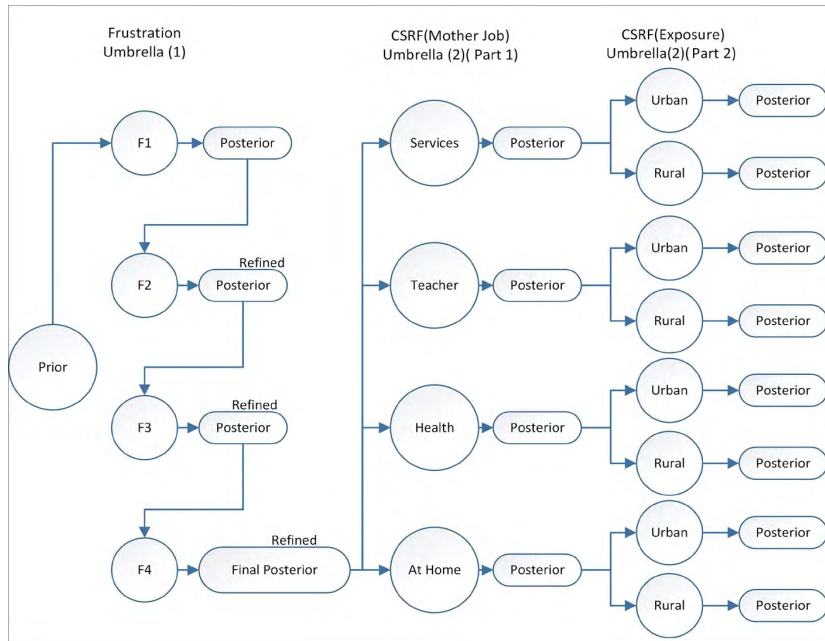 Frustration
Umbrella (1)
CSRF(Mother Job)
Umbrella (2)( Part 1)
CSRF(Exposure)
Umbrella(2)( Part 2)
Prior
F1
Posterior
F2
Refined
Posterior
F3
Refined
Posterior
F4
Refined
Final Posterior
Services
Posterior
Urban
Posterior
Rural
Posterior
Teacher
Posterior
Urban
Posterior
Rural
Posterior
Health
Posterior
Urban
Posterior
Rural
Posterior
At Home
Posterior
Urban
Posterior
Rural
Posterior